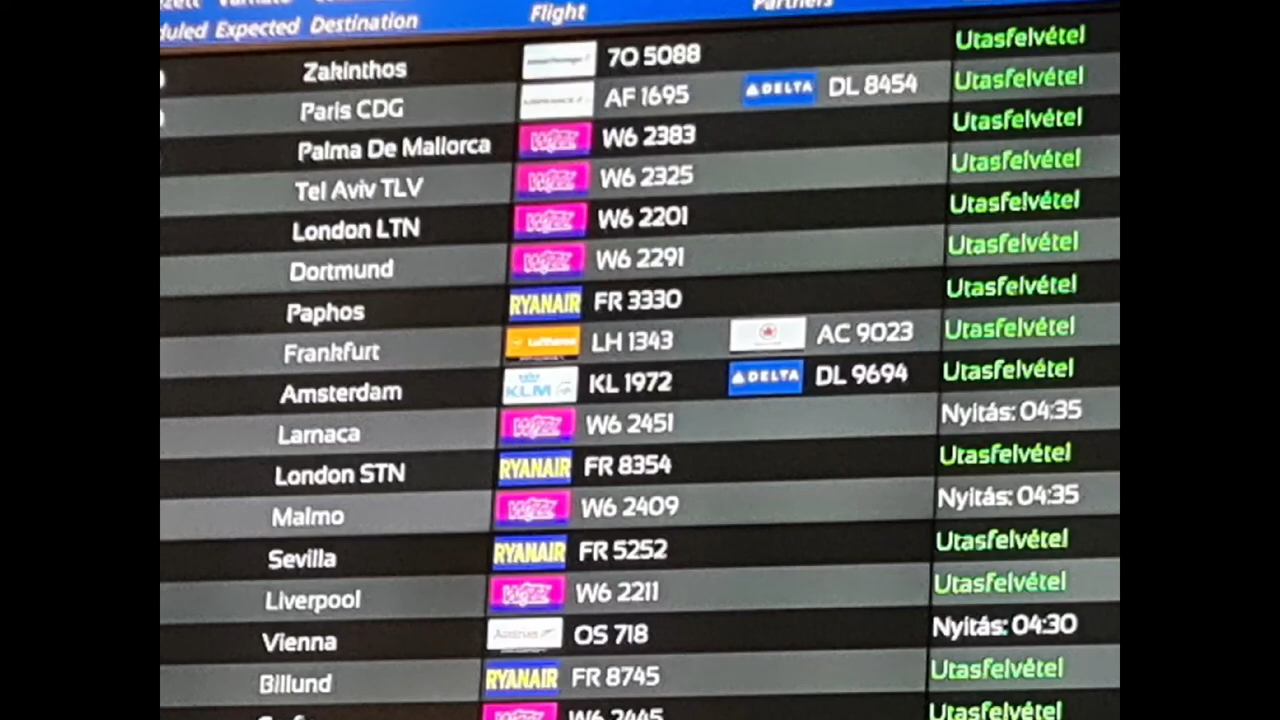 Partners
Expected Destination Flight
Zakinthos 7O 5088 Utasfelvétel
Paris CDG AF 1695 DELTA DL 8454 Utasfelvétel
Palma De Mallorca Wizz W6 2383 Utasfelvétel
Tel Aviv TLV Wizz W6 2325 Utasfelvétel
London LTN Wizz W6 2201 Utasfelvétel
Dortmund Wizz W6 2291 Utasfelvétel
Paphos RYANAIR FR 3330 Utasfelvétel
Frankfurt Lufthansa LH 1343 AC 9023 Utasfelvétel
Amsterdam KLM KL 1972 DELTA DL 9694 Utasfelvétel
Larnaca Wizz W6 2451 Nyitás: 04:35
London STN RYANAIR FR 8354 Utasfelvétel
Malmo Wizz W6 2409 Nyitás: 04:35
Sevilla RYANAIR FR 5252 Utasfelvétel
Liverpool Wizz W6 2211 Utasfelvétel
Vienna Austrian OS 718 Nyitás: 04:30
Billund RYANAIR FR 8745 Utasfelvétel
Wizz W6 2445 Utasfelvétel